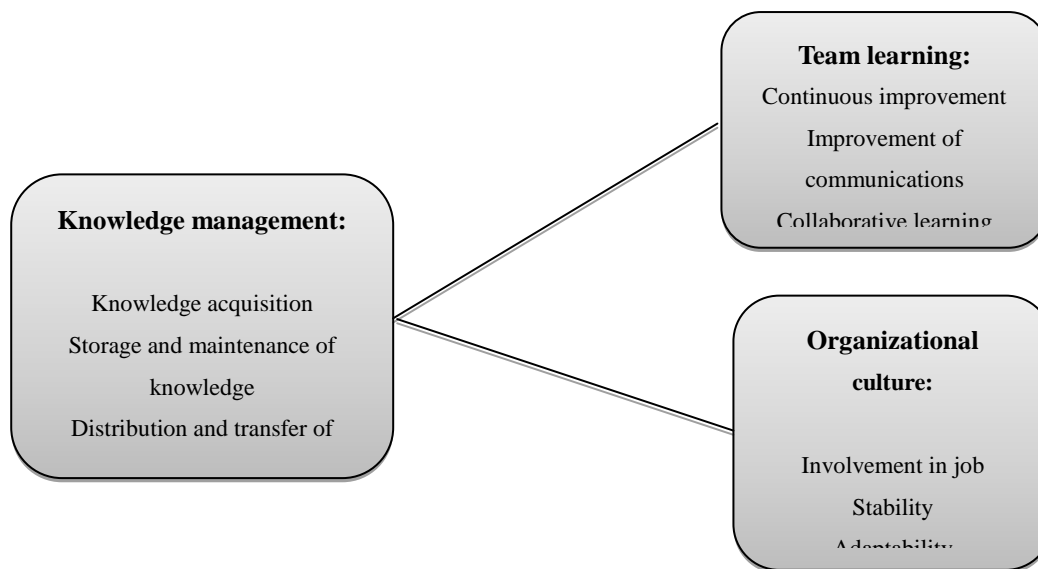 Team learning:
Continuous improvement
Improvement of
communications
Collaborative learning
Knowledge management:
Knowledge acquisition
Storage and maintenance of
knowledge
Distribution and transfer of
Organizational
culture:
Involvement in job
Stability
Adaptability